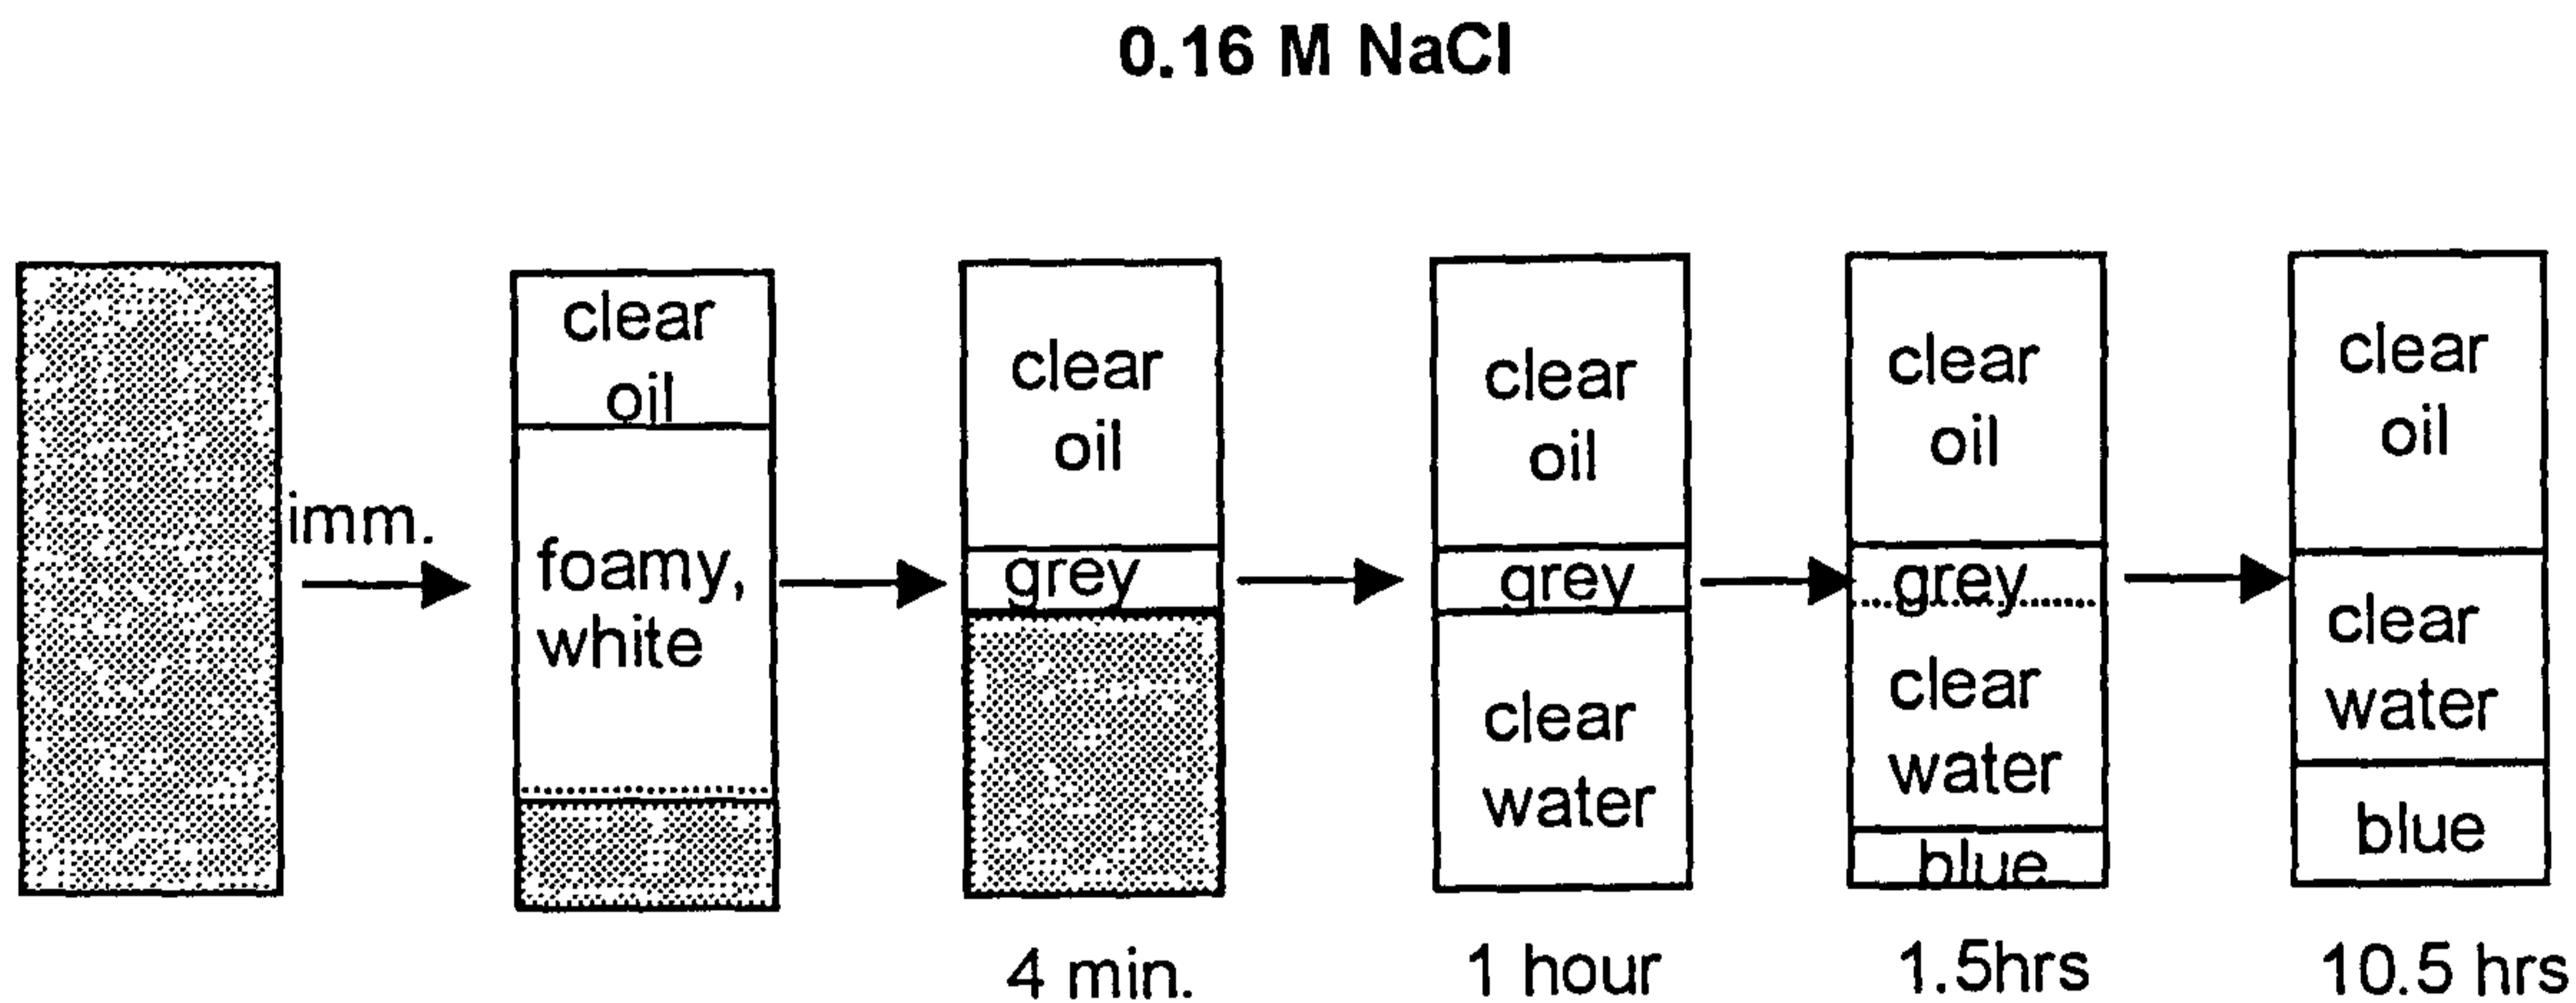 0.16 M NaCl
imm.
clear
oil
foamy,
white
clear
oil
grey
4 min.
clear
oil
grey
clear
water
1 hour
clear
oil
grey
clear
water
blue
1.5hrs
clear
oil
clear
water
blue
10.5 hrs